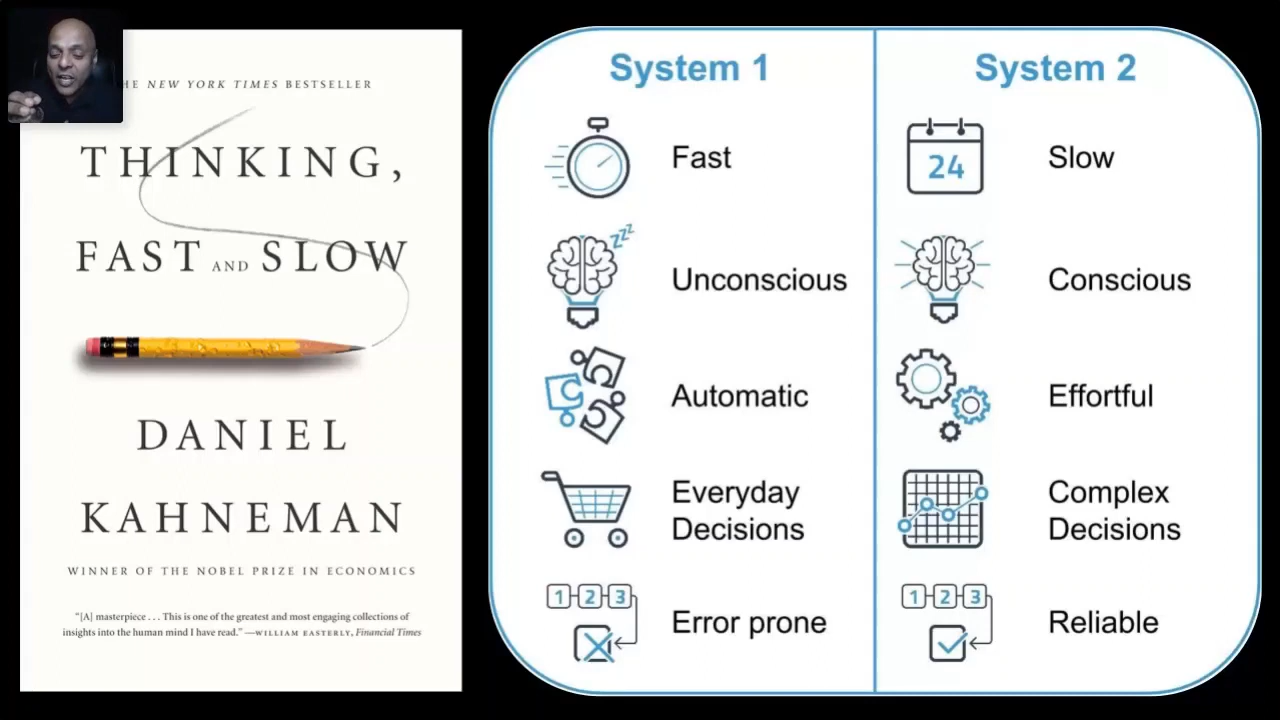 THE NEW YORK TIMES BESTSELLER
THINKING,
FAST AND SLOW
DANIEL
KAHNEMAN
WINNER OF THE NOBEL PRIZE IN ECONOMICS
“[A] masterpiece . . . This is one of the greatest and most engaging collections of
insights into the human mind I have read.” —WILLIAM EASTERLY, Financial Times
System 1
Fast
zzz
Unconscious
Automatic
Everyday
Decisions
1 2 3
Error prone
System 2
24
Slow
Conscious
Effortful
Complex
Decisions
1 2 3
Reliable